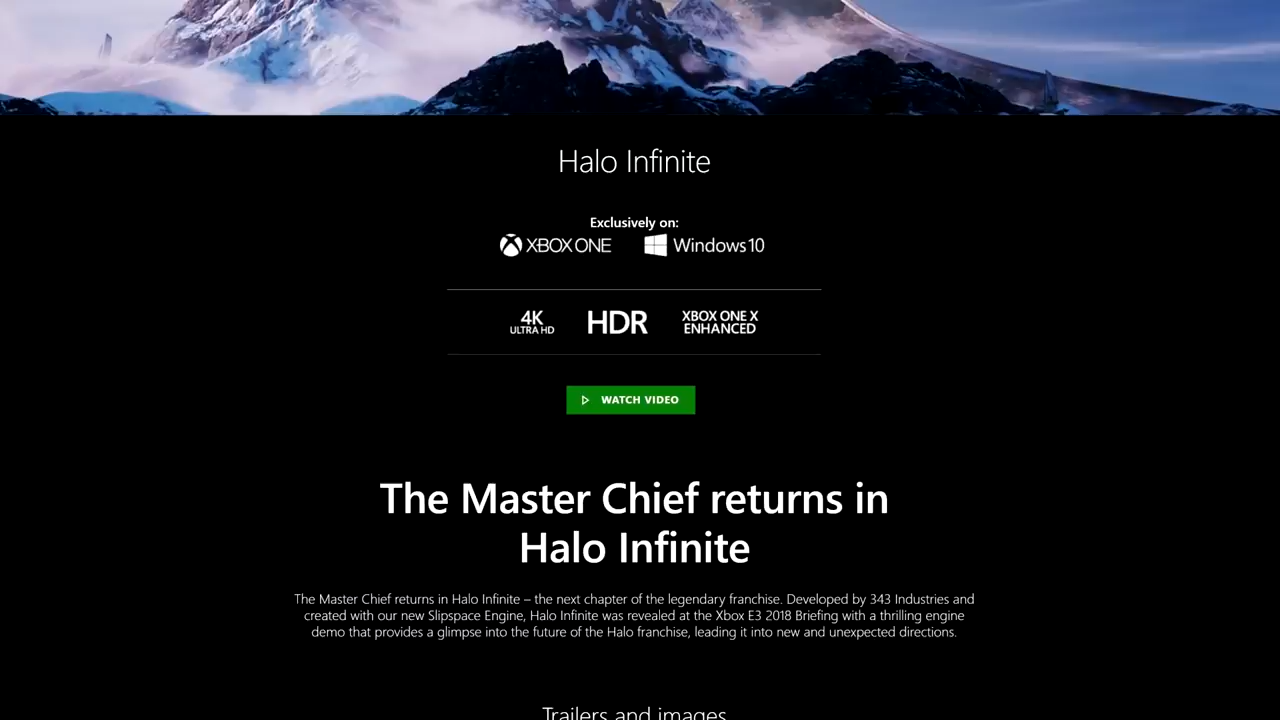 Halo Infinite
Exclusively on:
XBOX ONE
Windows 10
4K
ULTRA HD
HDR
XBOX ONE X
ENHANCED
WATCH VIDEO
The Master Chief returns in
Halo Infinite
The Master Chief returns in Halo Infinite – the next chapter of the legendary franchise. Developed by 343 Industries and
created with our new Slipspace Engine, Halo Infinite was revealed at the Xbox E3 2018 Briefing with a thrilling engine
demo that provides a glimpse into the future of the Halo franchise, leading it into new and unexpected directions.
Trailers and images